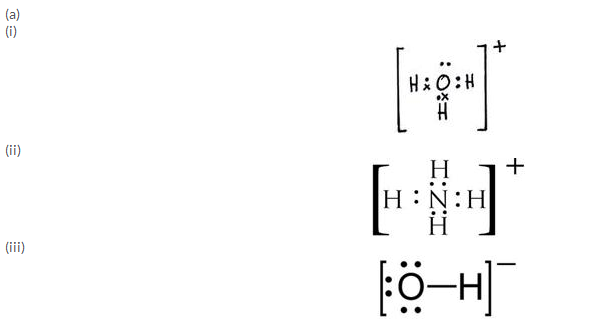 (a)
(i)
[H ⨰ Ö : H]⁺
·×
H
(ii)
H
[H : N̈ : H]⁺
H
(iii)
[:Ö—H]⁻
··